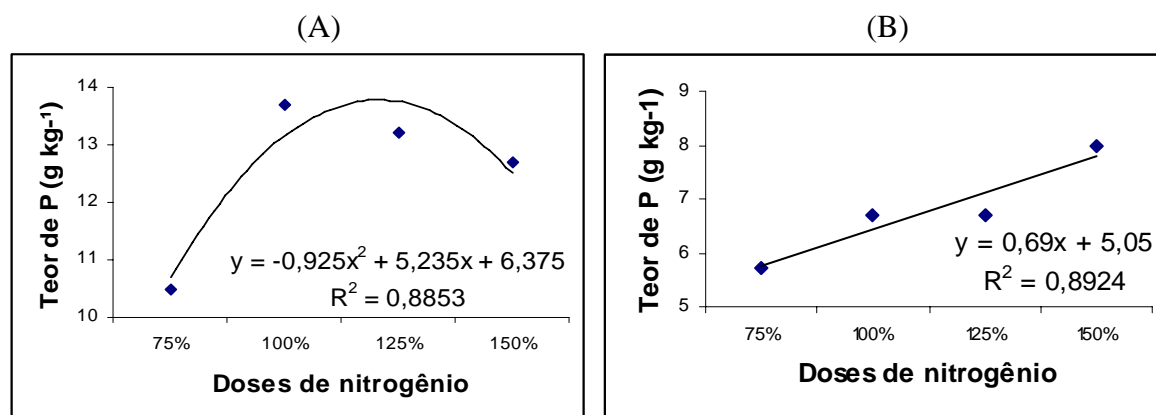 (A)
Teor de P (g kg-¹)
14
13
12
11
10
y = -0,925x² + 5,235x + 6,375
R² = 0,8853
75% 100% 125% 150%
Doses de nitrogênio
(B)
Teor de P (g kg-1)
9
8
7
6
5
y = 0,69x + 5,05
R² = 0,8924
75% 100% 125% 150%
Doses de nitrogênio